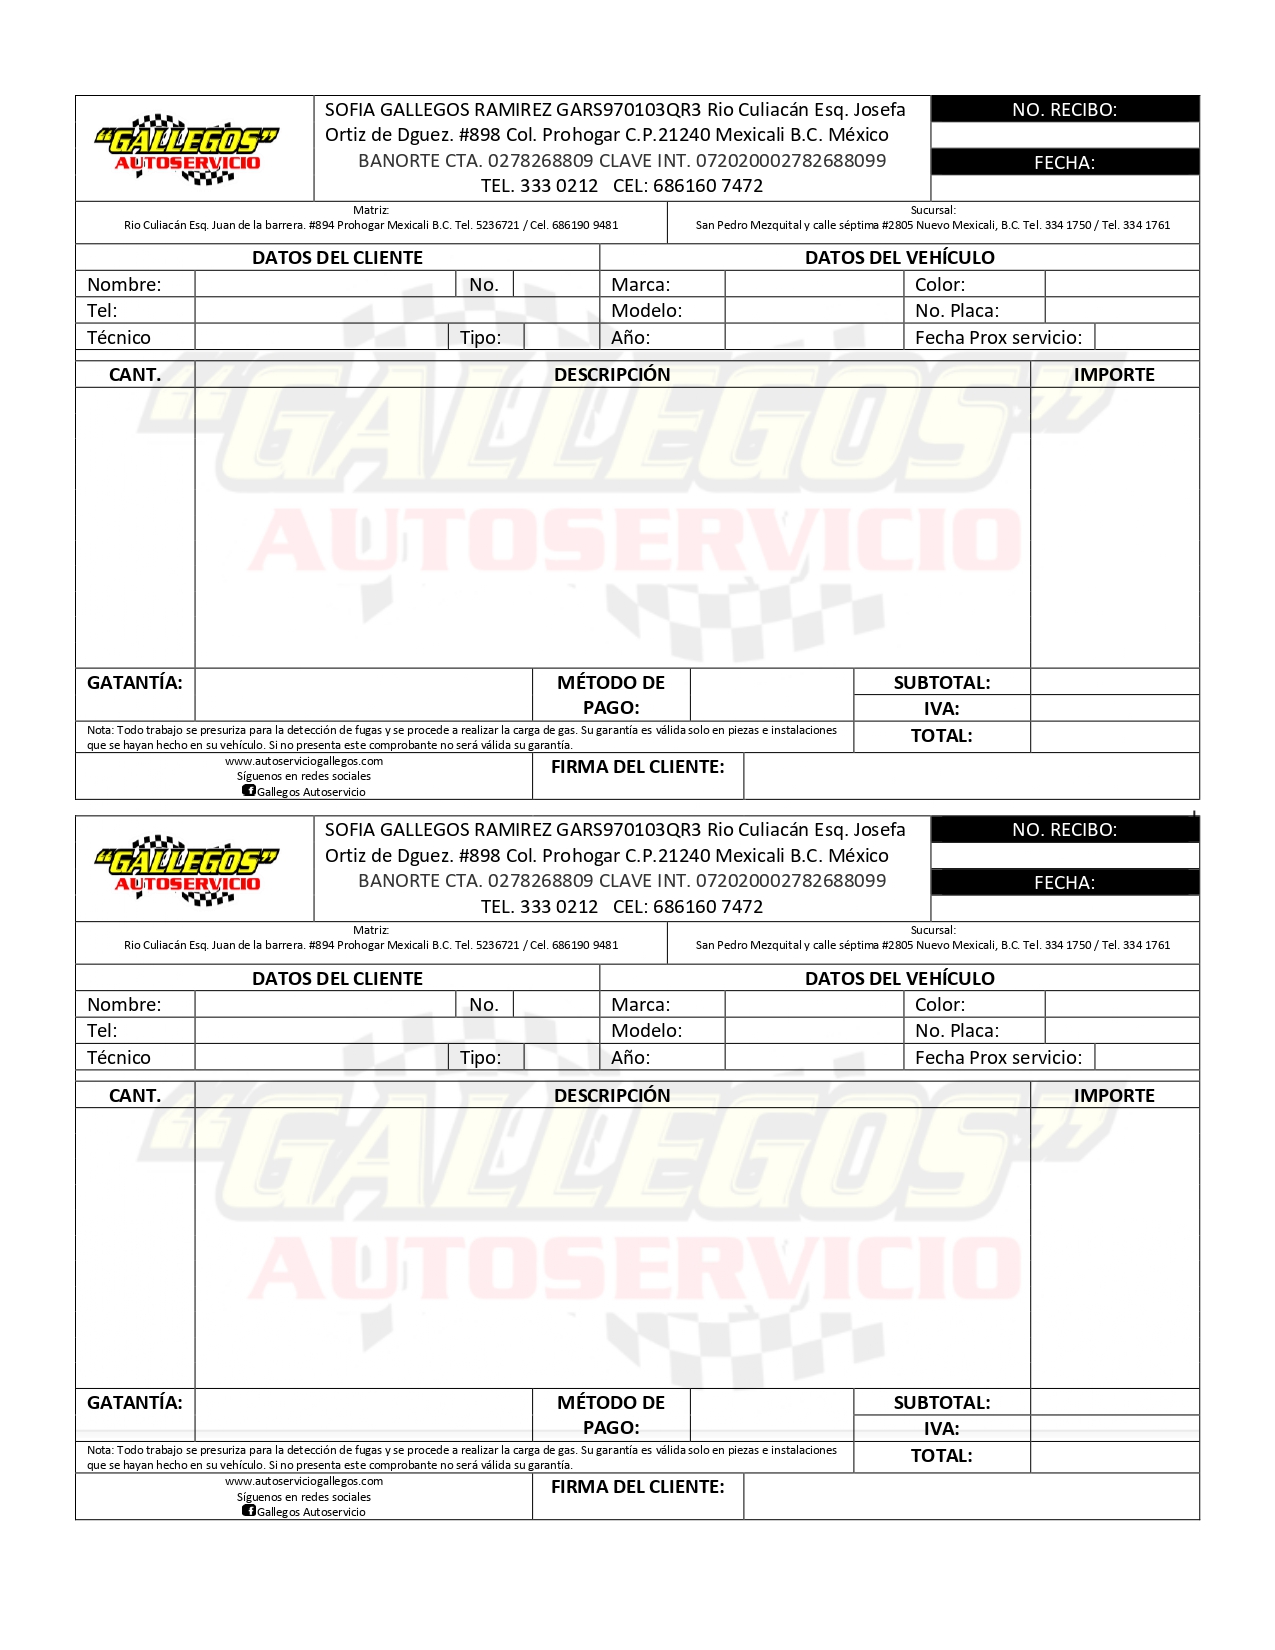 “GALLEGOS”
AUTOSERVICIO
SOFIA GALLEGOS RAMIREZ GARS970103QR3 Rio Culiacán Esq. Josefa
Ortiz de Dguez. #898 Col. Prohogar C.P.21240 Mexicali B.C. México
BANORTE CTA. 0278268809 CLAVE INT. 072020002782688099
TEL. 333 0212 CEL: 686160 7472
NO. RECIBO:
FECHA:
Matriz:
Rio Culiacán Esq. Juan de la barrera. #894 Prohogar Mexicali B.C. Tel. 5236721 / Cel. 686190 9481
Sucursal:
San Pedro Mezquital y calle séptima #2805 Nuevo Mexicali, B.C. Tel. 334 1750 / Tel. 334 1761
DATOS DEL CLIENTE DATOS DEL VEHÍCULO
Nombre: No. Marca: Color:
Tel: Modelo: No. Placa:
Técnico Tipo: Año: Fecha Prox servicio:
CANT. DESCRIPCIÓN IMPORTE
“GALLEGOS”
AUTOSERVICIO
GATANTÍA:
MÉTODO DE
PAGO:
SUBTOTAL:
IVA:
TOTAL:
Nota: Todo trabajo se presuriza para la detección de fugas y se procede a realizar la carga de gas. Su garantía es válida solo en piezas e instalaciones
que se hayan hecho en su vehículo. Si no presenta este comprobante no será válida su garantía.
www.autoserviciogallegos.com
Síguenos en redes sociales
Gallegos Autoservicio
FIRMA DEL CLIENTE:
“GALLEGOS”
AUTOSERVICIO
SOFIA GALLEGOS RAMIREZ GARS970103QR3 Rio Culiacán Esq. Josefa
Ortiz de Dguez. #898 Col. Prohogar C.P.21240 Mexicali B.C. México
BANORTE CTA. 0278268809 CLAVE INT. 072020002782688099
TEL. 333 0212 CEL: 686160 7472
NO. RECIBO:
FECHA:
Matriz:
Rio Culiacán Esq. Juan de la barrera. #894 Prohogar Mexicali B.C. Tel. 5236721 / Cel. 686190 9481
Sucursal:
San Pedro Mezquital y calle séptima #2805 Nuevo Mexicali, B.C. Tel. 334 1750 / Tel. 334 1761
DATOS DEL CLIENTE DATOS DEL VEHÍCULO
Nombre: No. Marca: Color:
Tel: Modelo: No. Placa:
Técnico Tipo: Año: Fecha Prox servicio:
CANT. DESCRIPCIÓN IMPORTE
“GALLEGOS”
AUTOSERVICIO
GATANTÍA:
MÉTODO DE
PAGO:
SUBTOTAL:
IVA:
TOTAL:
Nota: Todo trabajo se presuriza para la detección de fugas y se procede a realizar la carga de gas. Su garantía es válida solo en piezas e instalaciones
que se hayan hecho en su vehículo. Si no presenta este comprobante no será válida su garantía.
www.autoserviciogallegos.com
Síguenos en redes sociales
Gallegos Autoservicio
FIRMA DEL CLIENTE: